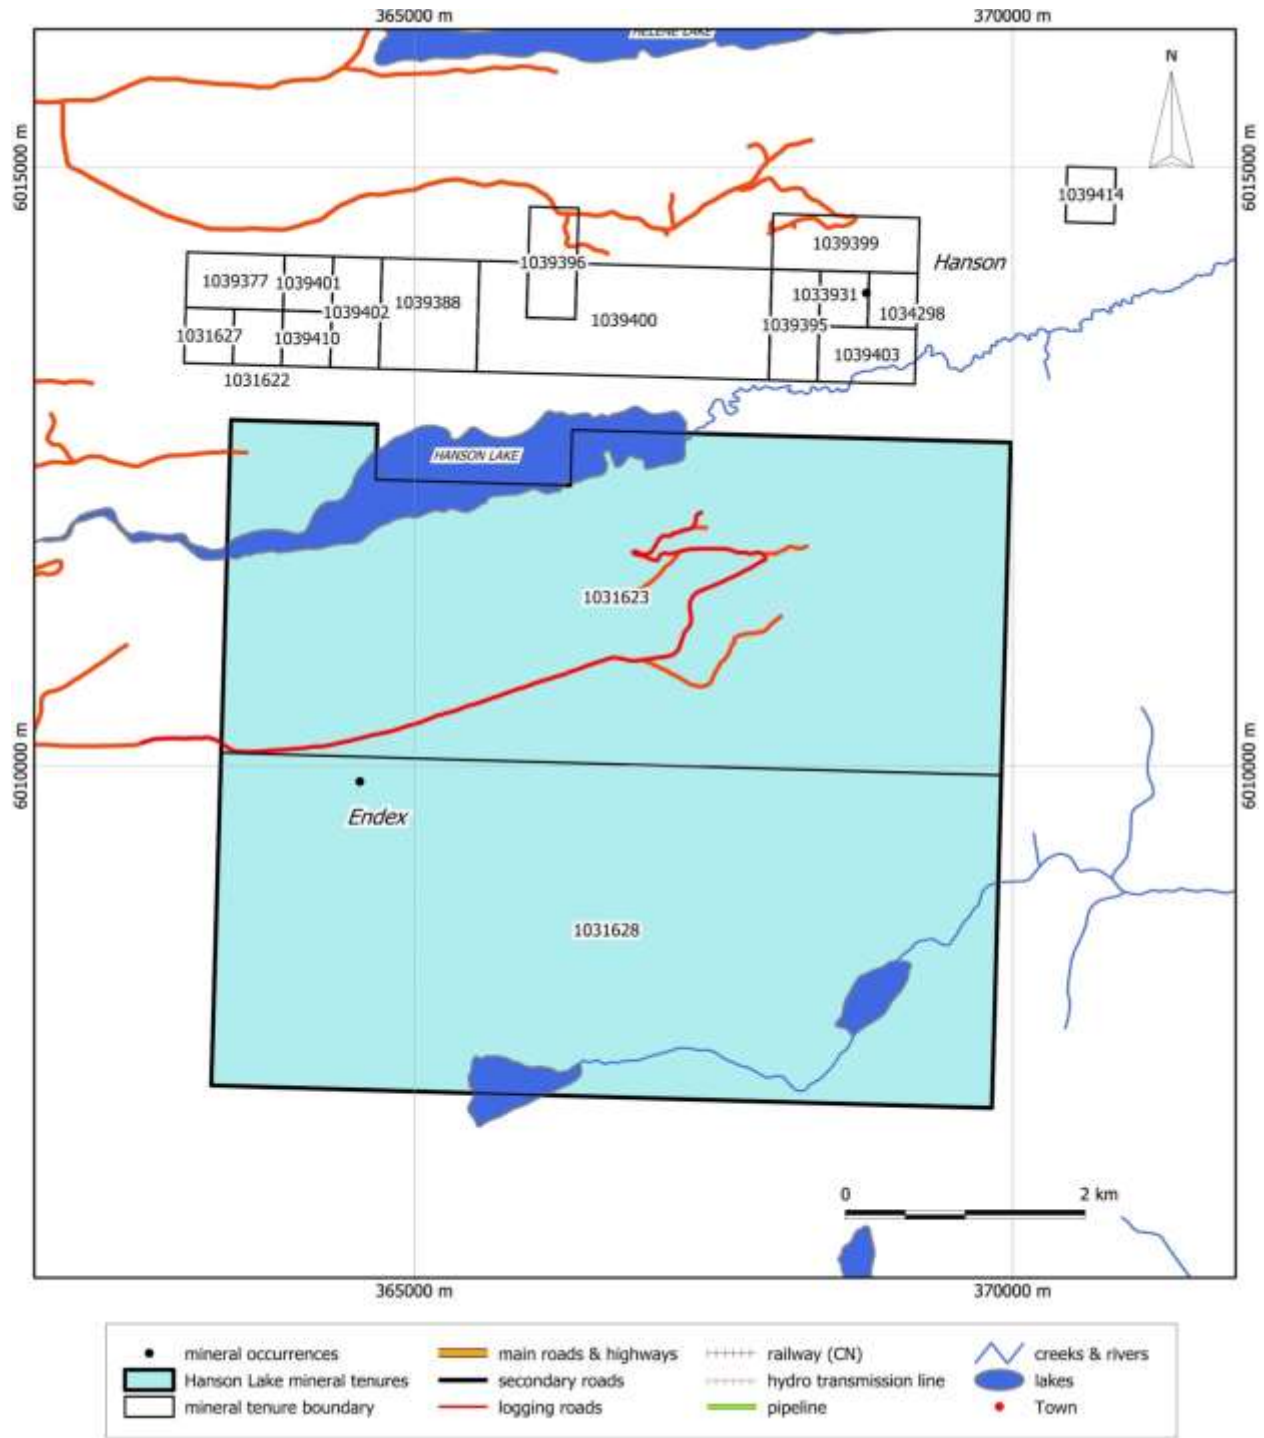 365000 m
370000 m
HELENE LAKE
N
6015000 m
6015000 m
1039414
1039399
Hanson
1039396
1039377
1039401
1039388
1033931
1039402
1034298
1039400
1039395
1031627
1039410
1039403
1031622
HANSON LAKE
1031623
6010000 m
6010000 m
Endex
1031628
0
2 km
365000 m
370000 m
mineral occurrences
main roads & highways
railway (CN)
creeks & rivers
Hanson Lake mineral tenures
secondary roads
hydro transmission line
lakes
mineral tenure boundary
logging roads
pipeline
Town